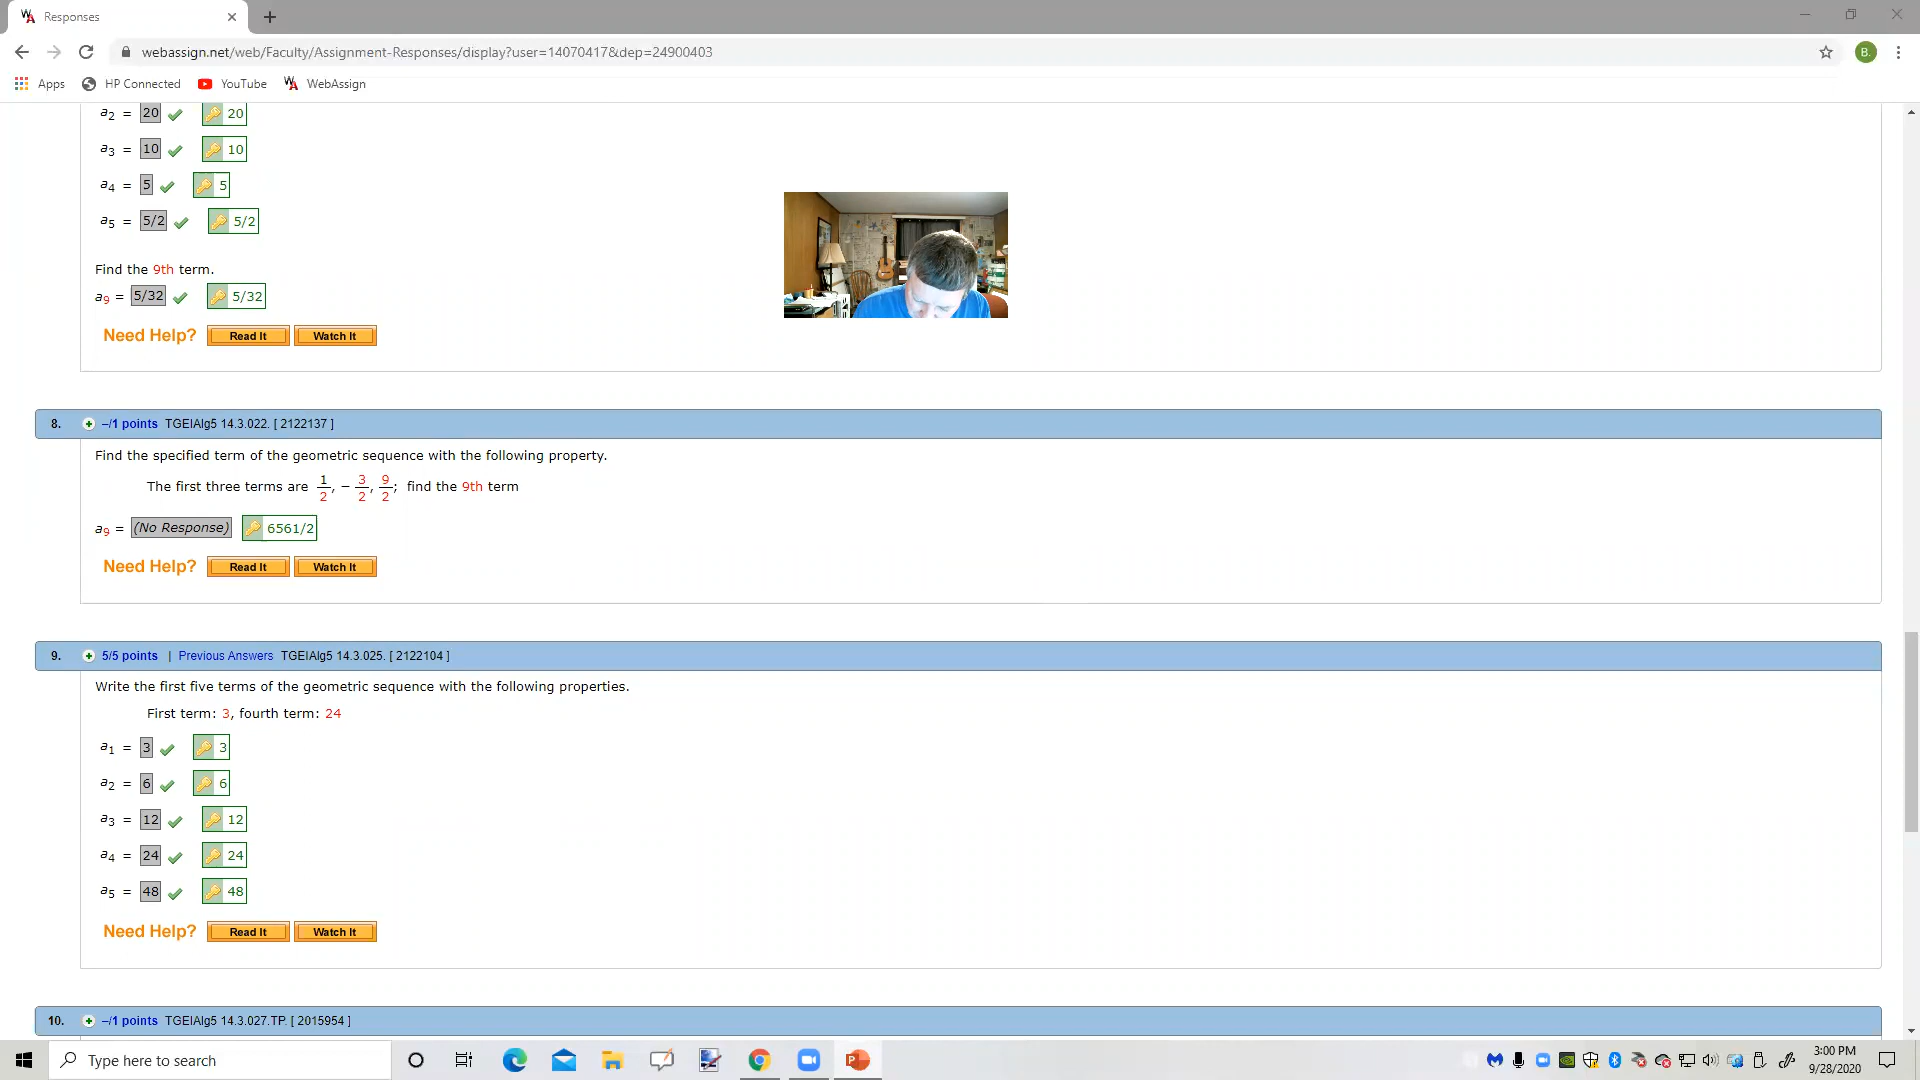 Responses
webassign.net/web/Faculty/Assignment-Responses/display?user=14070417&dep=24900403
B.
Apps HP Connected YouTube WebAssign
a2 = 20 20
a3 = 10 10
a4 = 5 5
a5 = 5/2 5/2
Find the 9th term.
a9 = 5/32 5/32
Need Help? Read It Watch It
8. –/1 points TGEIAlg5 14.3.022. [ 2122137 ]
Find the specified term of the geometric sequence with the following property.
The first three terms are 1/2, − 3/2, 9/2; find the 9th term
a9 = (No Response) 6561/2
Need Help? Read It Watch It
9. 5/5 points | Previous Answers TGEIAlg5 14.3.025. [ 2122104 ]
Write the first five terms of the geometric sequence with the following properties.
First term: 3, fourth term: 24
a1 = 3 3
a2 = 6 6
a3 = 12 12
a4 = 24 24
a5 = 48 48
Need Help? Read It Watch It
10. –/1 points TGEIAlg5 14.3.027.TP. [ 2015954 ]
Type here to search
3:00 PM
9/28/2020